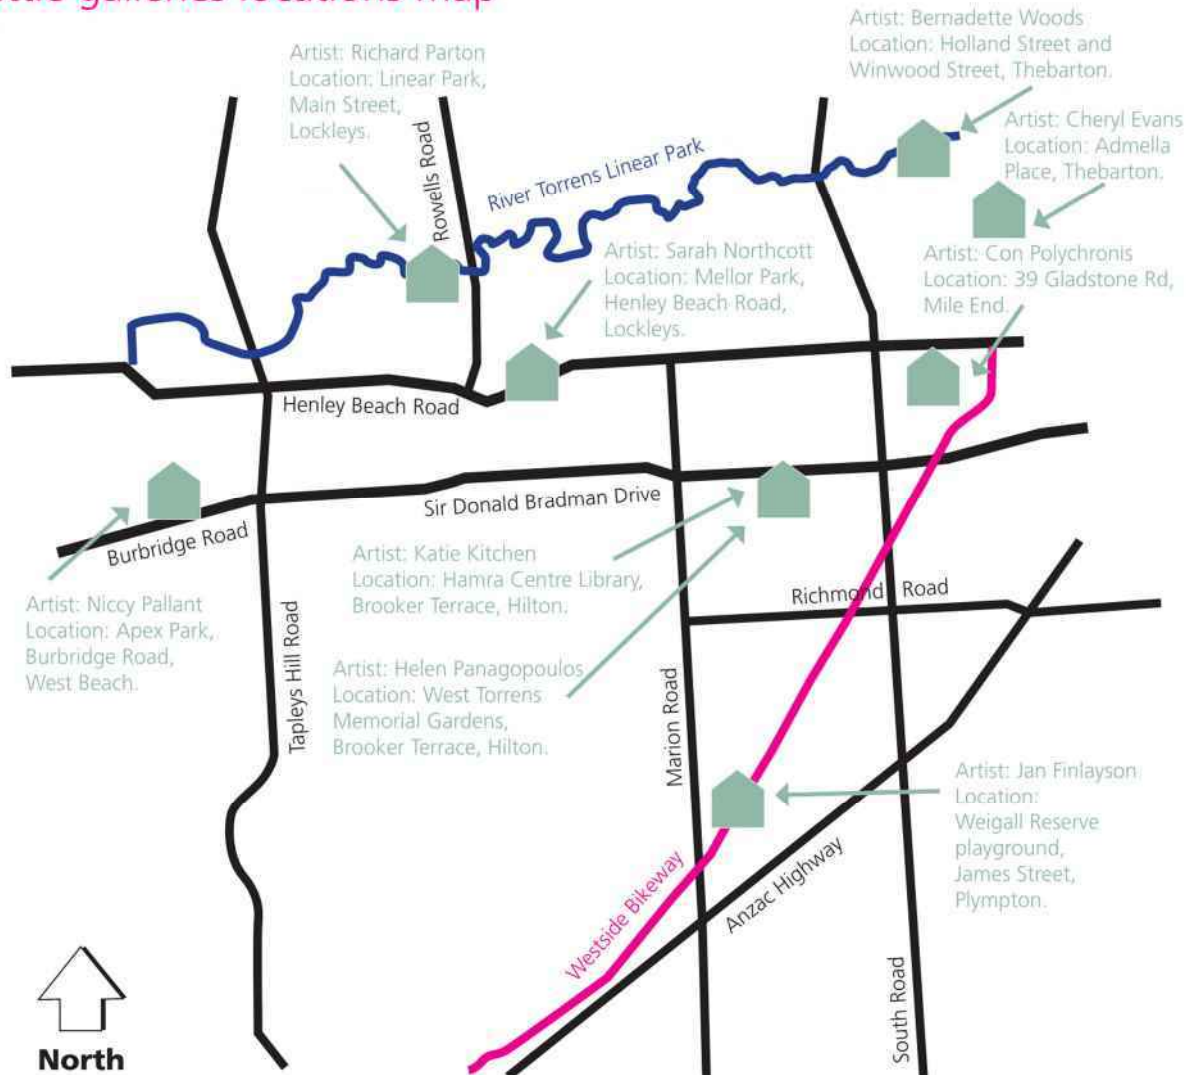 galleries locations map
Artist: Bernadette Woods
Location: Holland Street and
Winwood Street, Thebarton.
Artist: Richard Parton
Location: Linear Park,
Main Street,
Lockleys.
Artist: Cheryl Evans
Location: Admella
Place, Thebarton.
Rowells Road
River Torrens Linear Park
Artist: Sarah Northcott
Location: Mellor Park,
Henley Beach Road,
Lockleys.
Artist: Con Polychronis
Location: 39 Gladstone Rd,
Mile End.
Henley Beach Road
Sir Donald Bradman Drive
Burbridge Road
Artist: Katie Kitchen
Location: Hamra Centre Library,
Brooker Terrace, Hilton.
Richmond Road
Artist: Niccy Pallant
Location: Apex Park,
Burbridge Road,
West Beach.
Tapleys Hill Road
Artist: Helen Panagopoulos
Location: West Torrens
Memorial Gardens,
Brooker Terrace, Hilton.
Marion Road
Artist: Jan Finlayson
Location:
Weigall Reserve
playground,
James Street,
Plympton.
Westside Bikeway
Anzac Highway
South Road
North